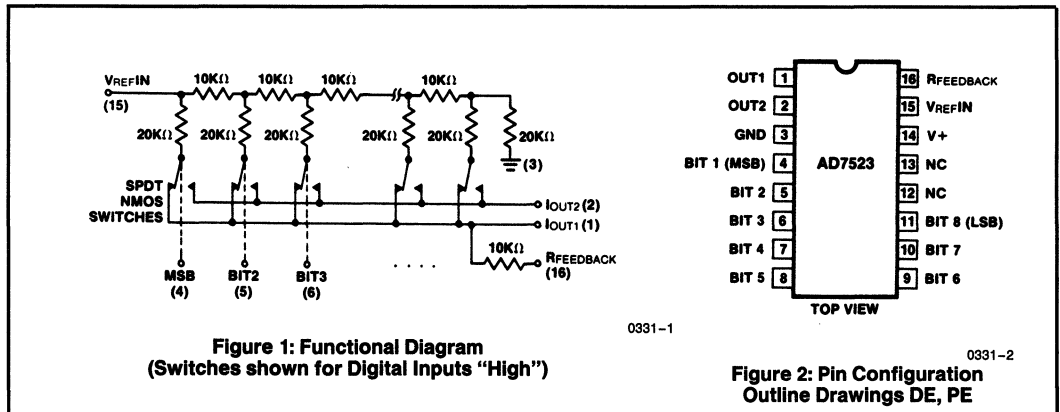 VREFIN
(15)
10KΩ 10KΩ 10KΩ 10KΩ
20KΩ 20KΩ 20KΩ 20KΩ 20KΩ 20KΩ
(3)
SPDT
NMOS
SWITCHES
IOUT2 (2)
IOUT1 (1)
10KΩ
RFEEDBACK
(16)
MSB
(4)
BIT2
(5)
BIT3
(6)
. . . .
0331-1
Figure 1: Functional Diagram
(Switches shown for Digital Inputs “High”)
OUT1 1
OUT2 2
GND 3
BIT 1 (MSB) 4
BIT 2 5
BIT 3 6
BIT 4 7
BIT 5 8
AD7523
16 RFEEDBACK
15 VREFIN
14 V+
13 NC
12 NC
11 BIT 8 (LSB)
10 BIT 7
9 BIT 6
TOP VIEW
0331-2
Figure 2: Pin Configuration
Outline Drawings DE, PE